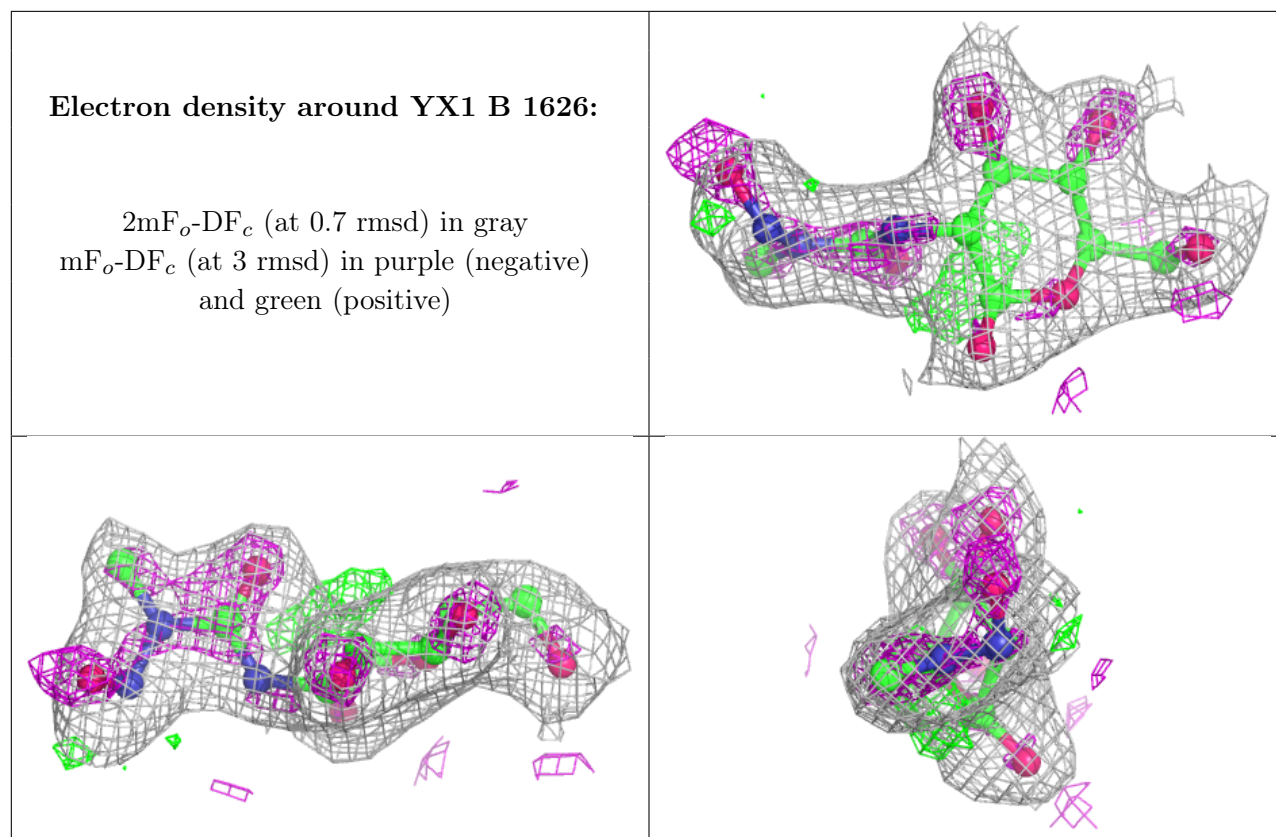 Electron density around YX1 B 1626:
2mFo-DFc (at 0.7 rmsd) in gray
mFo-DFc (at 3 rmsd) in purple (negative)
and green (positive)